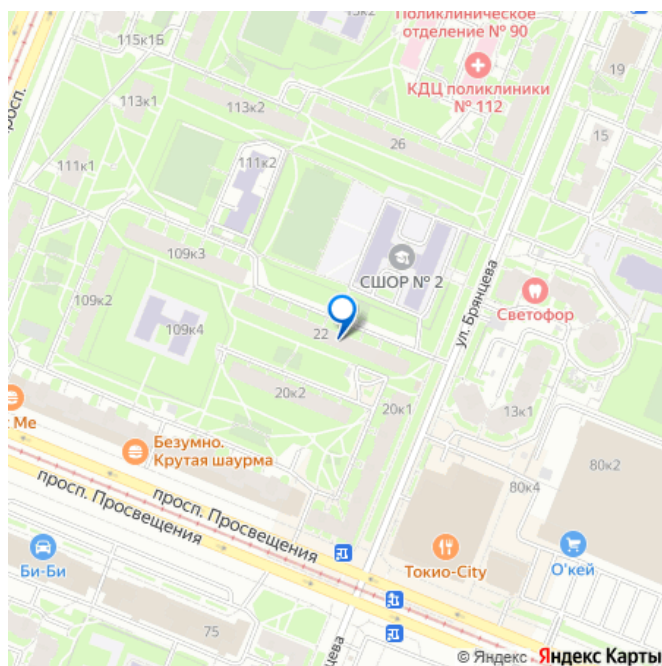 Поликлиническое
отделение № 90
115к1Б
КДЦ поликлиники
№ 112
19
113к1
113к2
26
15
111к1
111к2
109к3
СШОР № 2
ул. Брянцева
Светофор
109к2
109к4
22
20к2
20к1
13к1
Ме
Безумно.
Крутая шаурма
80к2
80к4
просп. Просвещения
просп. Просвещения
Би-Би
Токио-City
О'кей
75
© Яндекс Яндекс Карты